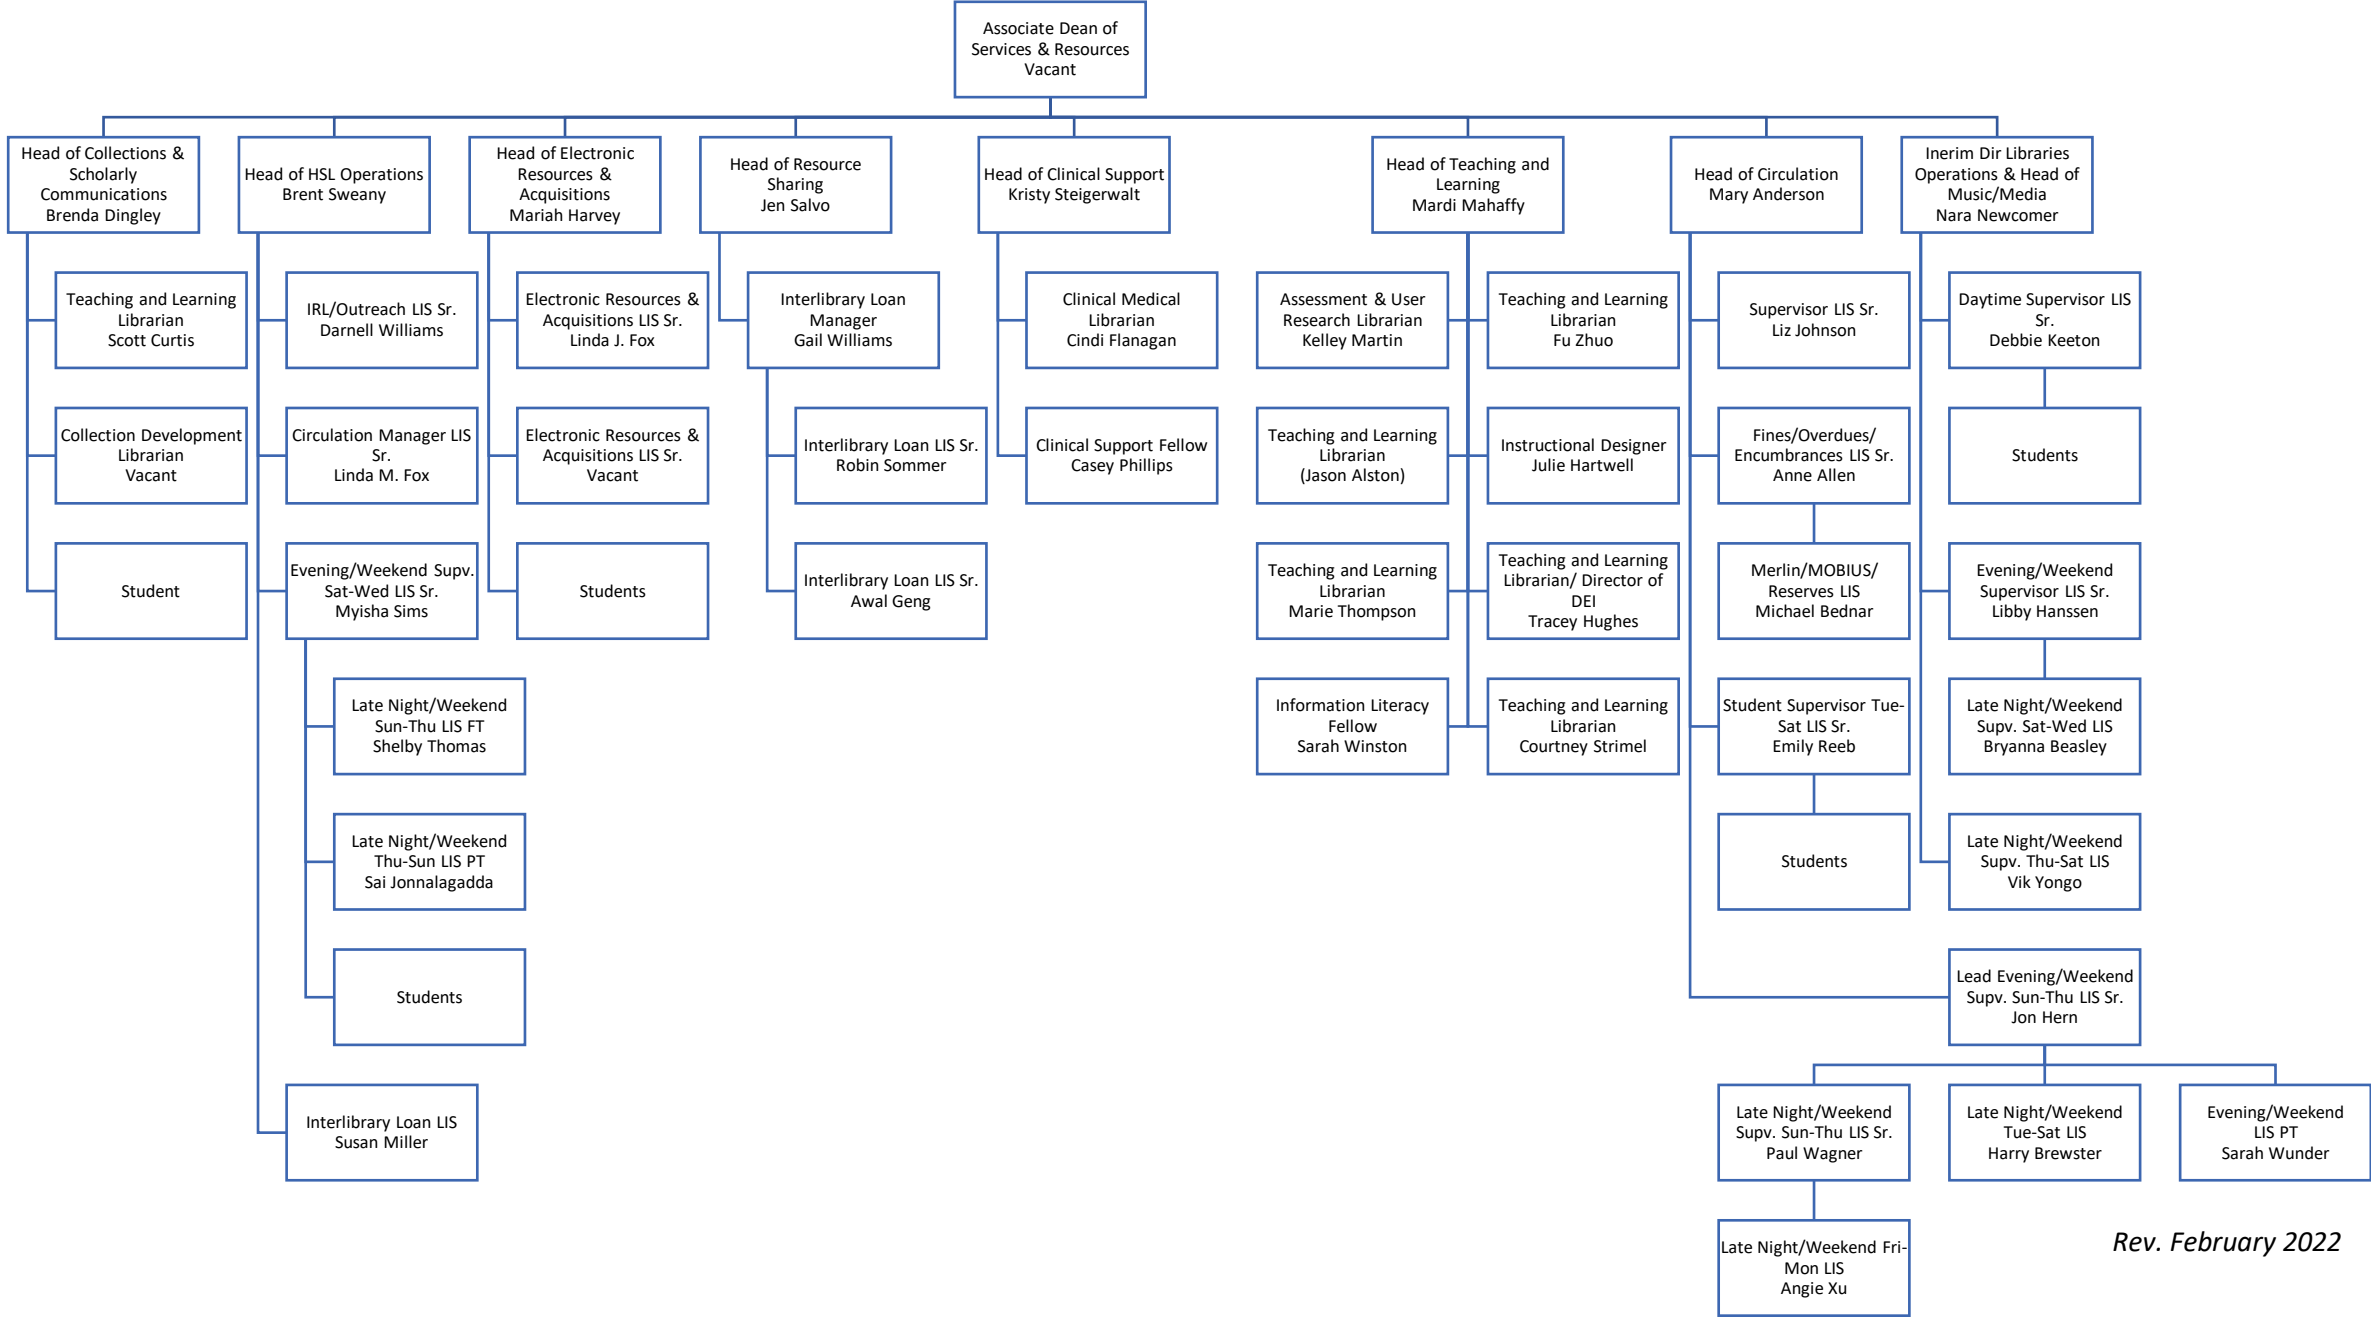 Associate Dean of
Services & Resources
Vacant
Head of Collections &
Scholarly
Communications
Brenda Dingley
Head of HSL Operations
Brent Sweany
Head of Electronic
Resources &
Acquisitions
Mariah Harvey
Head of Resource
Sharing
Jen Salvo
Head of Clinical Support
Kristy Steigerwalt
Head of Teaching and
Learning
Mardi Mahaffy
Head of Circulation
Mary Anderson
Inerim Dir Libraries
Operations & Head of
Music/Media
Nara Newcomer
Teaching and Learning
Librarian
Scott Curtis
IRL/Outreach LIS Sr.
Darnell Williams
Electronic Resources &
Acquisitions LIS Sr.
Linda J. Fox
Interlibrary Loan
Manager
Gail Williams
Clinical Medical
Librarian
Cindi Flanagan
Assessment & User
Research Librarian
Kelley Martin
Teaching and Learning
Librarian
Fu Zhuo
Supervisor LIS Sr.
Liz Johnson
Daytime Supervisor LIS
Sr.
Debbie Keeton
Collection Development
Librarian
Vacant
Circulation Manager LIS
Sr.
Linda M. Fox
Electronic Resources &
Acquisitions LIS Sr.
Vacant
Interlibrary Loan LIS Sr.
Robin Sommer
Clinical Support Fellow
Casey Phillips
Teaching and Learning
Librarian
(Jason Alston)
Instructional Designer
Julie Hartwell
Fines/Overdues/
Encumbrances LIS Sr.
Anne Allen
Students
Student
Evening/Weekend Supv.
Sat-Wed LIS Sr.
Myisha Sims
Students
Interlibrary Loan LIS Sr.
Awal Geng
Teaching and Learning
Librarian
Marie Thompson
Teaching and Learning
Librarian/ Director of
DEI
Tracey Hughes
Merlin/MOBIUS/
Reserves LIS
Michael Bednar
Evening/Weekend
Supervisor LIS Sr.
Libby Hanssen
Late Night/Weekend
Sun-Thu LIS FT
Shelby Thomas
Information Literacy
Fellow
Sarah Winston
Teaching and Learning
Librarian
Courtney Strimel
Student Supervisor Tue-
Sat LIS Sr.
Emily Reeb
Late Night/Weekend
Supv. Sat-Wed LIS
Bryanna Beasley
Late Night/Weekend
Thu-Sun LIS PT
Sai Jonnalagadda
Students
Late Night/Weekend
Supv. Thu-Sat LIS
Vik Yongo
Students
Lead Evening/Weekend
Supv. Sun-Thu LIS Sr.
Jon Hern
Interlibrary Loan LIS
Susan Miller
Late Night/Weekend
Supv. Sun-Thu LIS Sr.
Paul Wagner
Late Night/Weekend
Tue-Sat LIS
Harry Brewster
Evening/Weekend
LIS PT
Sarah Wunder
Late Night/Weekend Fri-
Mon LIS
Angie Xu
Rev. February 2022